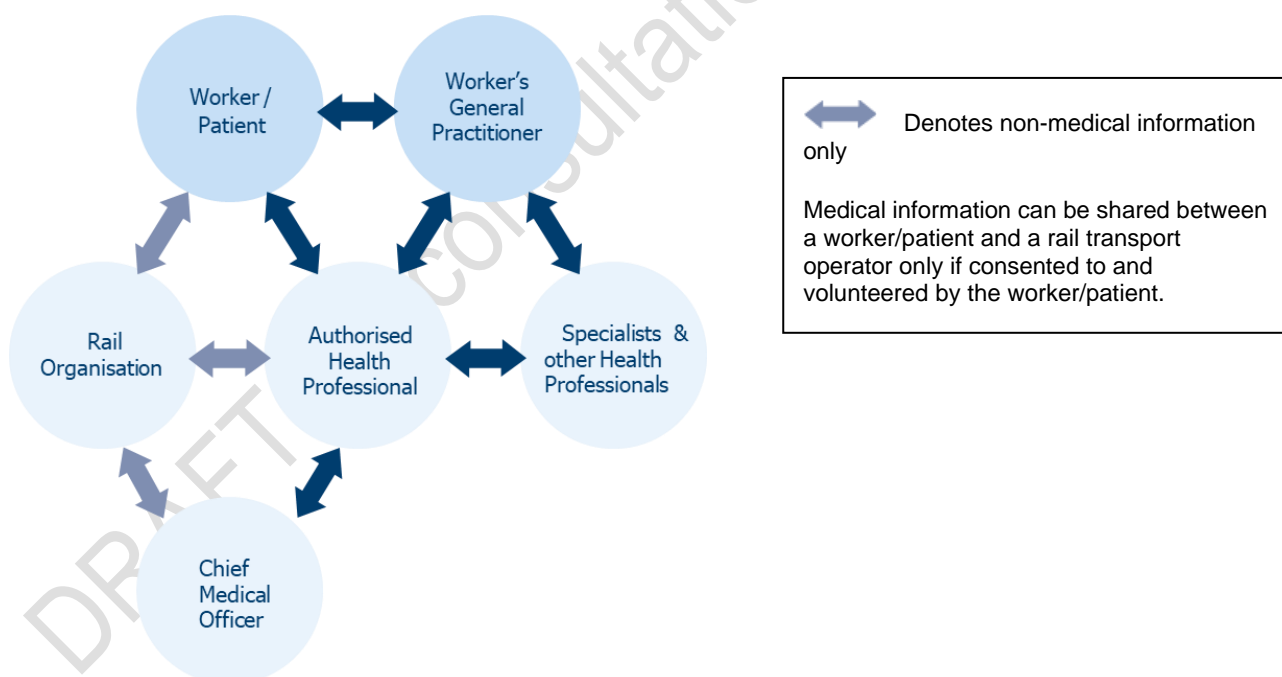 Worker /
Patient
Worker's
General
Practitioner
Rail
Organisation
Authorised
Health
Professional
Specialists &
other Health
Professionals
Chief
Medical
Officer
Denotes non-medical information
only
Medical information can be shared between
a worker/patient and a rail transport
operator only if consented to and
volunteered by the worker/patient.
DRAFT consultatio